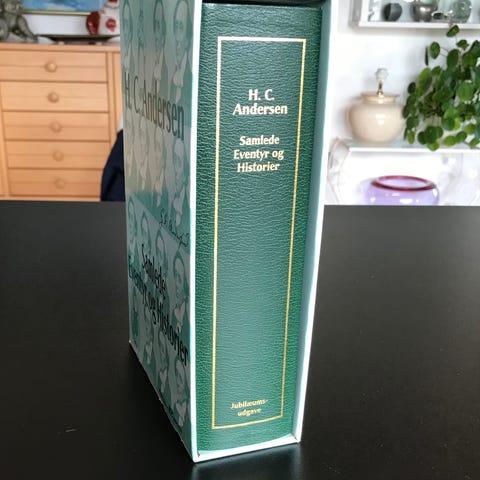 H. C. Andersen
Samlede
Eventyr og Historier
H. C.
Andersen
Samlede
Eventyr og
Historier
Jubilæums-
udgave